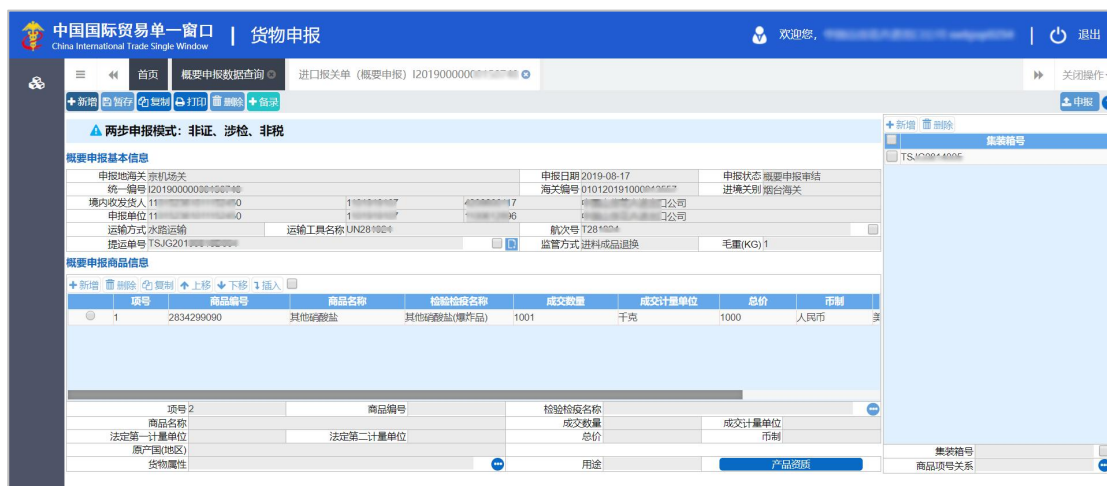 中国国际贸易单一窗口 | 货物申报
China International Trade Single Window
欢迎您,
退出
首页
概要申报数据查询
进口报关单(概要申报)I20190000000
关闭操作
新增 暂存 复制 打印 删除 备录
申报
两步申报模式:非证、涉检、非税
新增 删除
集装箱号
概要申报基本信息
申报地海关 京机场关 申报日期 2019-08-17 申报状态 概要申报审结
统一编号 海关编号 进境关别 烟台海关
境内收发货人 口公司
申报单位 口公司
运输方式 水路运输 运输工具名称 航次号
提运单号 监管方式 进料成品退换 毛重(KG) 1
概要申报商品信息
新增 删除 复制 上移 下移 插入
项号 商品编号 商品名称 检验检疫名称 成交数量 成交计量单位 总价 币制
1 2834299090 其他硝酸盐 其他硝酸盐(爆炸品) 1001 千克 1000 人民币 美
项号 2 商品编号 检验检疫名称
商品名称 成交数量 成交计量单位
法定第一计量单位 法定第二计量单位 总价 币制
原产国(地区)
货物属性 用途 产品资质
集装箱号
商品项号关系